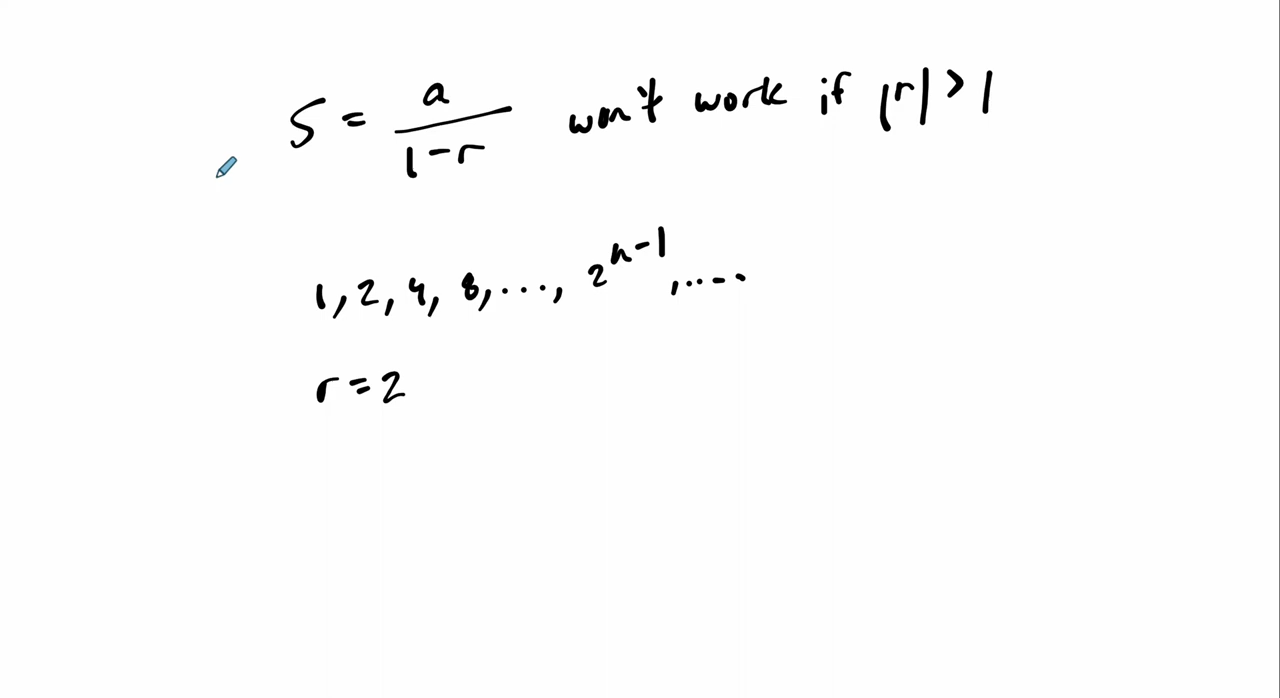 S = a/(1-r) won't work if |r| > 1
1, 2, 4, 8, ..., 2^(n-1), .....
r = 2